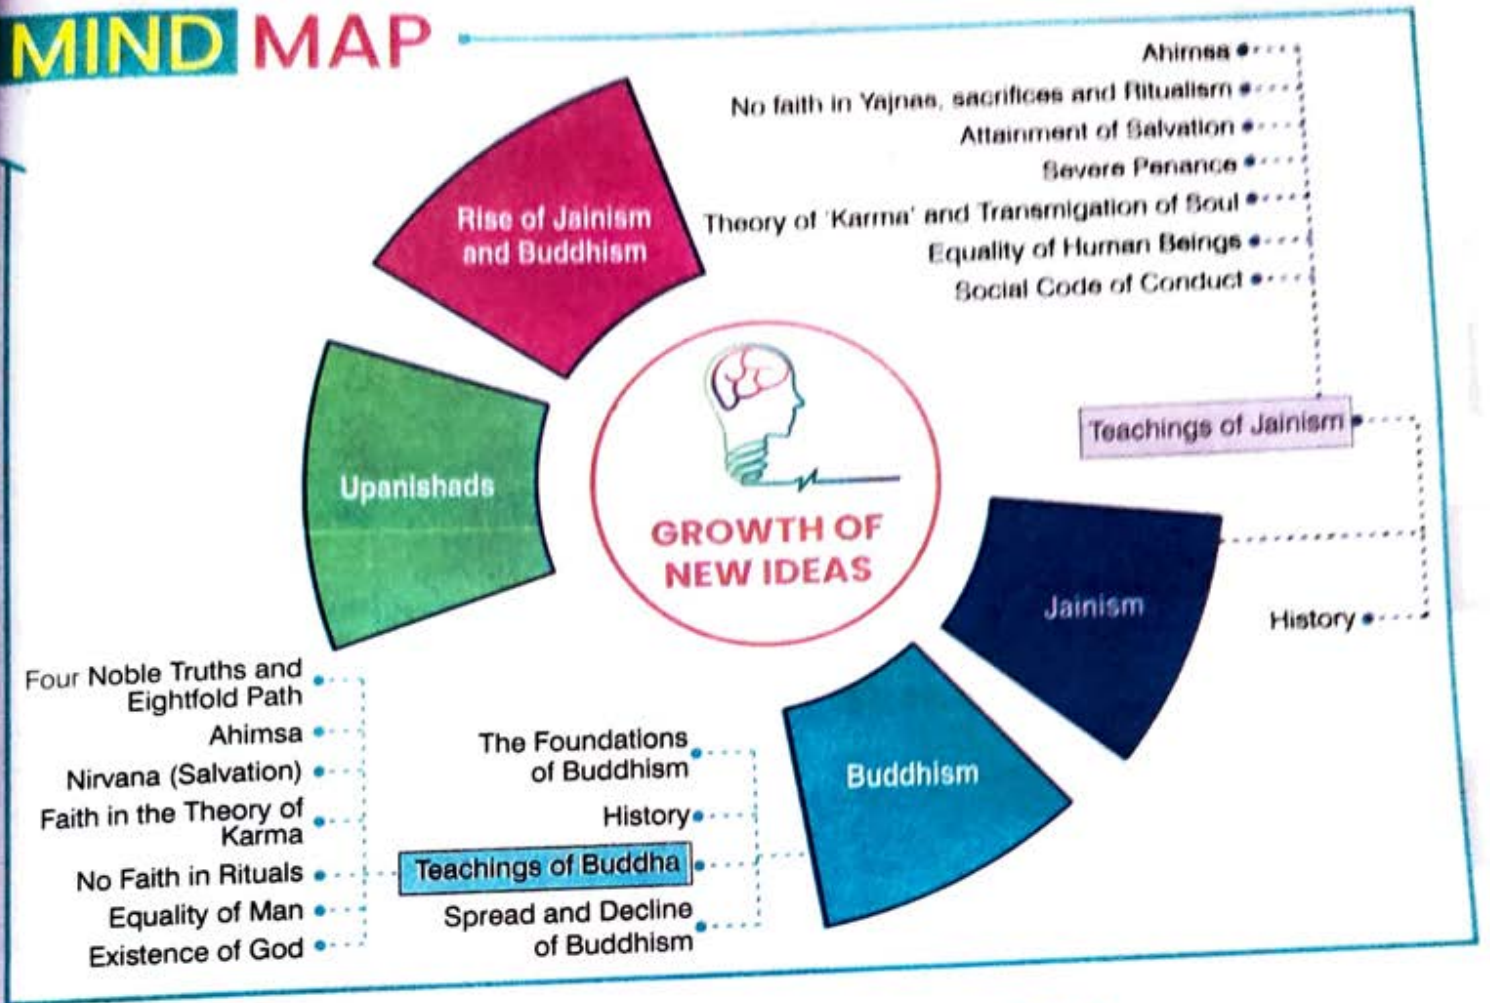 MIND MAP
Rise of Jainism
and Buddhism
Upanishads
GROWTH OF
NEW IDEAS
Ahimsa
No faith in Yajnas, sacrifices and Ritualism
Attainment of Salvation
Severe Penance
Theory of 'Karma' and Transmigation of Soul
Equality of Human Beings
Social Code of Conduct
Teachings of Jainism
Jainism
History
Buddhism
The Foundations
of Buddhism
History
Teachings of Buddha
Spread and Decline
of Buddhism
Four Noble Truths and
Eightfold Path
Ahimsa
Nirvana (Salvation)
Faith in the Theory of
Karma
No Faith in Rituals
Equality of Man
Existence of God